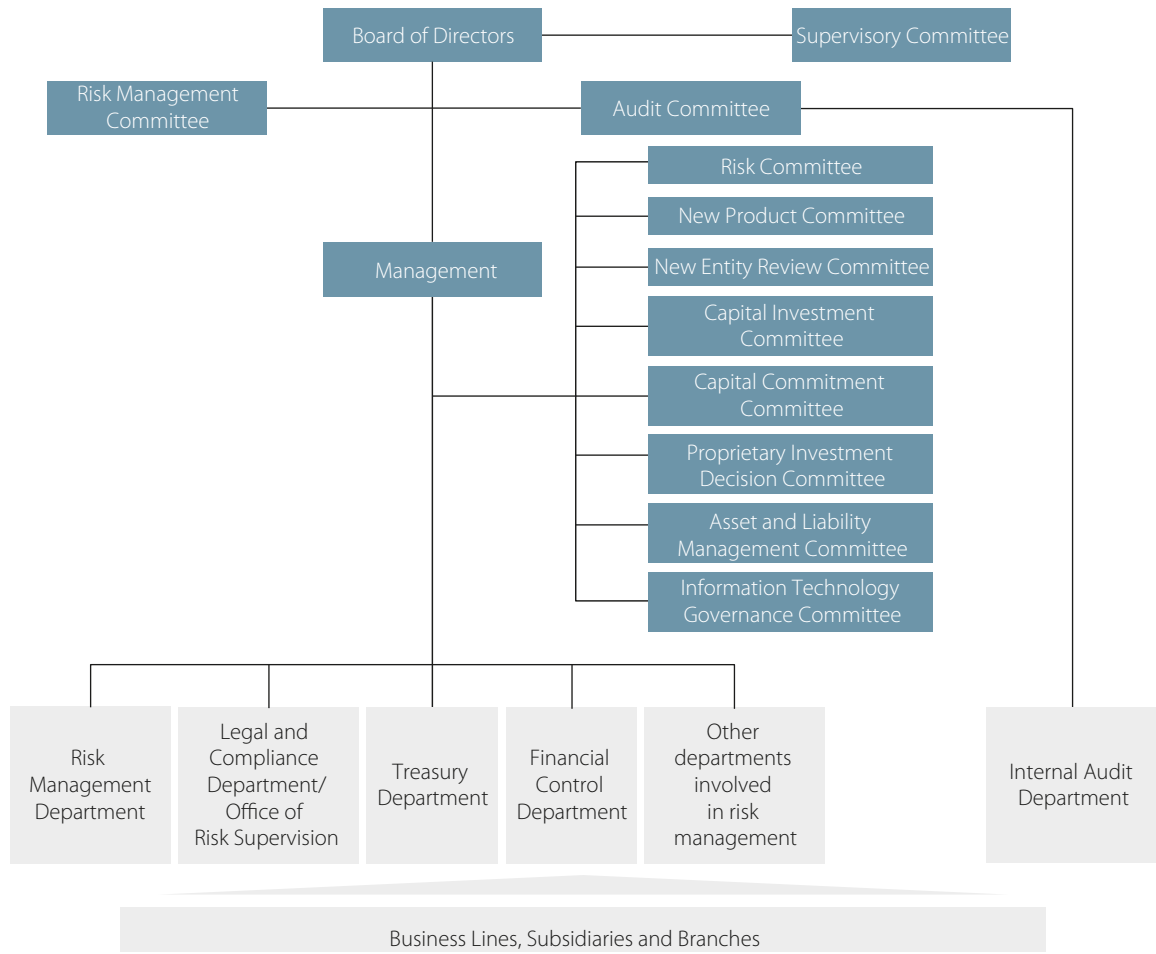 Board of Directors
Supervisory Committee
Risk Management
Committee
Audit Committee
Risk Committee
New Product Committee
New Entity Review Committee
Management
Capital Investment
Committee
Capital Commitment
Committee
Proprietary Investment
Decision Committee
Asset and Liability
Management Committee
Information Technology
Governance Committee
Risk
Management
Department
Legal and
Compliance
Department/
Office of
Risk Supervision
Treasury
Department
Financial
Control
Department
Other
departments
involved
in risk
management
Internal Audit
Department
Business Lines, Subsidiaries and Branches